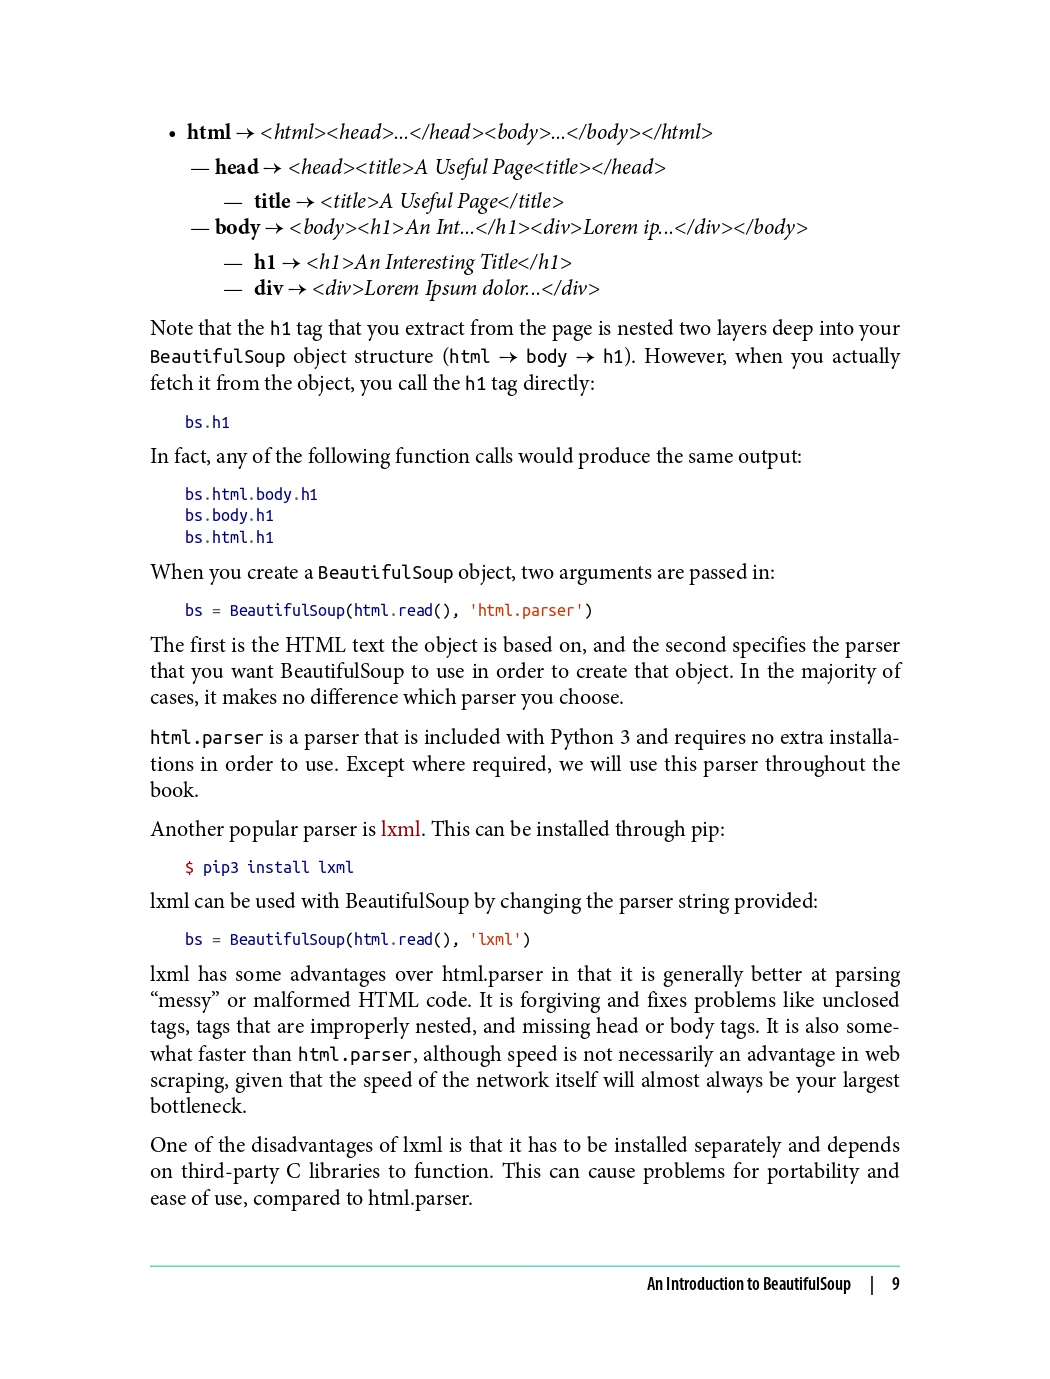 • html → <html><head>...</head><body>...</body></html>
— head → <head><title>A Useful Page<title></head>
— title → <title>A Useful Page</title>
— body → <body><h1>An Int...</h1><div>Lorem ip...</div></body>
— h1 → <h1>An Interesting Title</h1>
— div → <div>Lorem Ipsum dolor...</div>
Note that the h1 tag that you extract from the page is nested two layers deep into your
BeautifulSoup object structure (html → body → h1). However, when you actually
fetch it from the object, you call the h1 tag directly:
bs.h1
In fact, any of the following function calls would produce the same output:
bs.html.body.h1
bs.body.h1
bs.html.h1
When you create a BeautifulSoup object, two arguments are passed in:
bs = BeautifulSoup(html.read(), 'html.parser')
The first is the HTML text the object is based on, and the second specifies the parser
that you want BeautifulSoup to use in order to create that object. In the majority of
cases, it makes no difference which parser you choose.
html.parser is a parser that is included with Python 3 and requires no extra installa-
tions in order to use. Except where required, we will use this parser throughout the
book.
Another popular parser is lxml. This can be installed through pip:
$ pip3 install lxml
lxml can be used with BeautifulSoup by changing the parser string provided:
bs = BeautifulSoup(html.read(), 'lxml')
lxml has some advantages over html.parser in that it is generally better at parsing
“messy” or malformed HTML code. It is forgiving and fixes problems like unclosed
tags, tags that are improperly nested, and missing head or body tags. It is also some-
what faster than html.parser, although speed is not necessarily an advantage in web
scraping, given that the speed of the network itself will almost always be your largest
bottleneck.
One of the disadvantages of lxml is that it has to be installed separately and depends
on third-party C libraries to function. This can cause problems for portability and
ease of use, compared to html.parser.
An Introduction to BeautifulSoup | 9